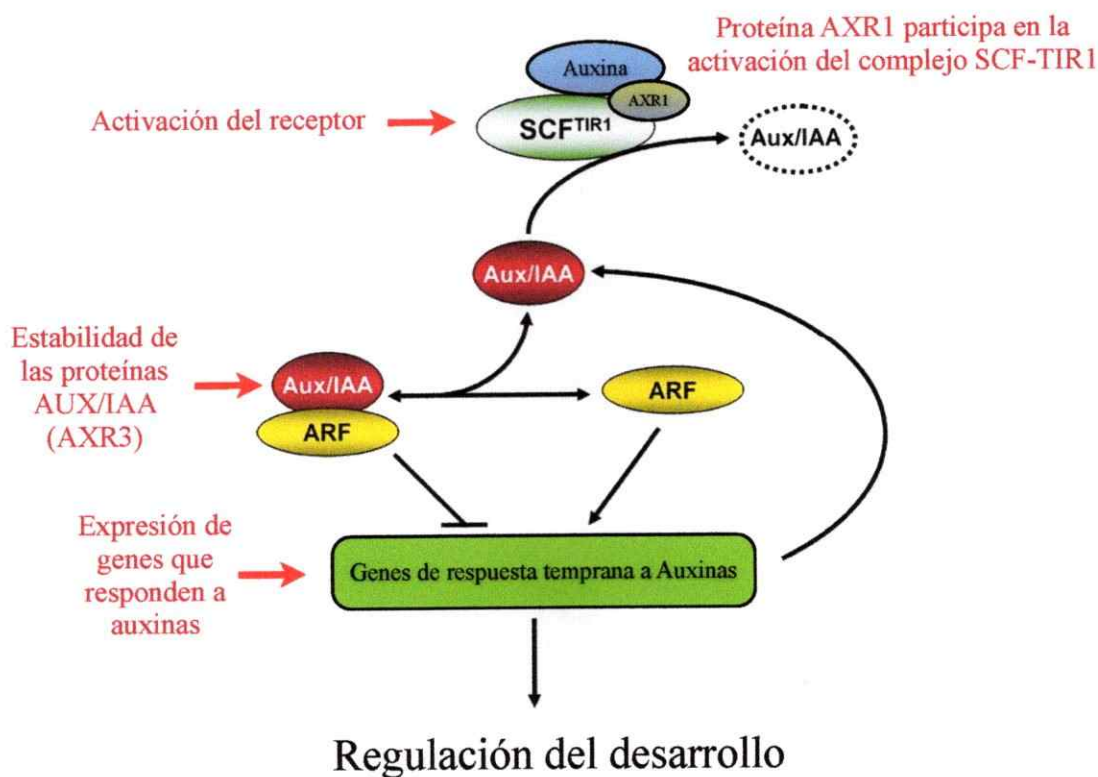 Proteína AXR1 participa en la
activación del complejo SCF-TIR1
Auxina
AXR1
Activación del receptor
SCFTIR1
Aux/IAA
Aux/IAA
Estabilidad de
las proteínas
AUX/IAA
(AXR3)
Aux/IAA
ARF
ARF
Expresión de
genes que
responden a
auxinas
Genes de respuesta temprana a Auxinas
Regulación del desarrollo